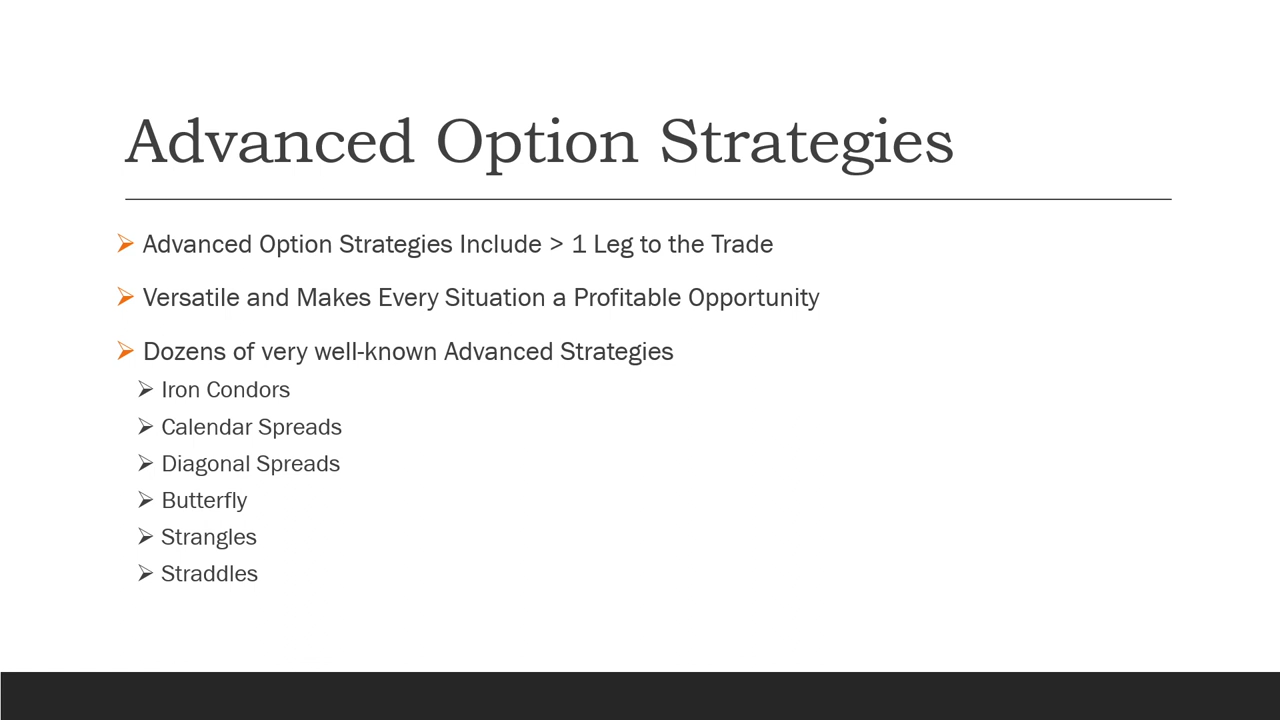 Advanced Option Strategies
Advanced Option Strategies Include > 1 Leg to the Trade
Versatile and Makes Every Situation a Profitable Opportunity
Dozens of very well-known Advanced Strategies
Iron Condors
Calendar Spreads
Diagonal Spreads
Butterfly
Strangles
Straddles